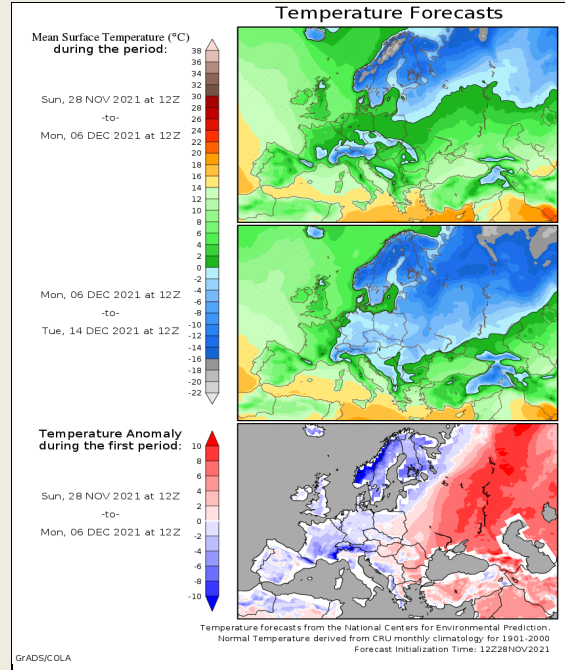 Temperature Forecasts
Mean Surface Temperature (°C)
during the period:
Sun, 28 NOV 2021 at 12Z
-to-
Mon, 06 DEC 2021 at 12Z
38
36
34
32
30
28
26
24
22
20
18
16
14
12
10
8
6
4
2
0
-2
-4
-6
-8
-10
-12
-14
-16
-18
-20
-22
Mon, 06 DEC 2021 at 12Z
-to-
Tue, 14 DEC 2021 at 12Z
Temperature Anomaly
during the first period:
Sun, 28 NOV 2021 at 12Z
-to-
Mon, 06 DEC 2021 at 12Z
10
8
6
4
2
0
-2
-4
-6
-8
-10
Temperature forecasts from the National Centers for Environmental Prediction.
Normal Temperature derived from CRU monthly climatology for 1901-2000
Forecast Initialization Time: 12Z28NOV2021
GrADS/COLA